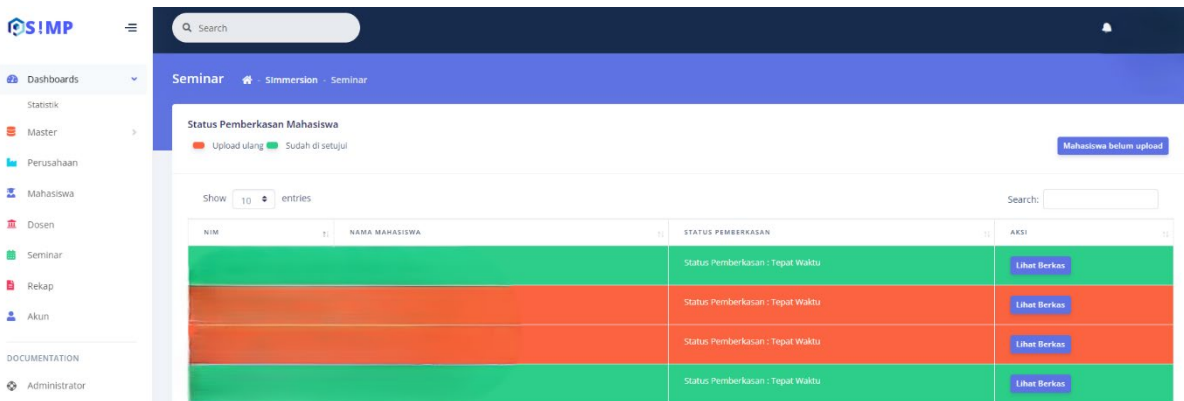 S!MP
Search
Dashboards
Statistik
Master
Perusahaan
Mahasiswa
Dosen
Seminar
Rekap
Akun
DOCUMENTATION
Administrator
Seminar - SImmersion - Seminar
Status Pemberkasan Mahasiswa
Upload ulang Sudah di setujui
Mahasiswa belum upload
Show 10 entries Search:
NIM NAMA MAHASISWA STATUS PEMBERKASAN AKSI
Status Pemberkasan : Tepat Waktu Lihat Berkas
Status Pemberkasan : Tepat Waktu Lihat Berkas
Status Pemberkasan : Tepat Waktu Lihat Berkas
Status Pemberkasan : Tepat Waktu Lihat Berkas